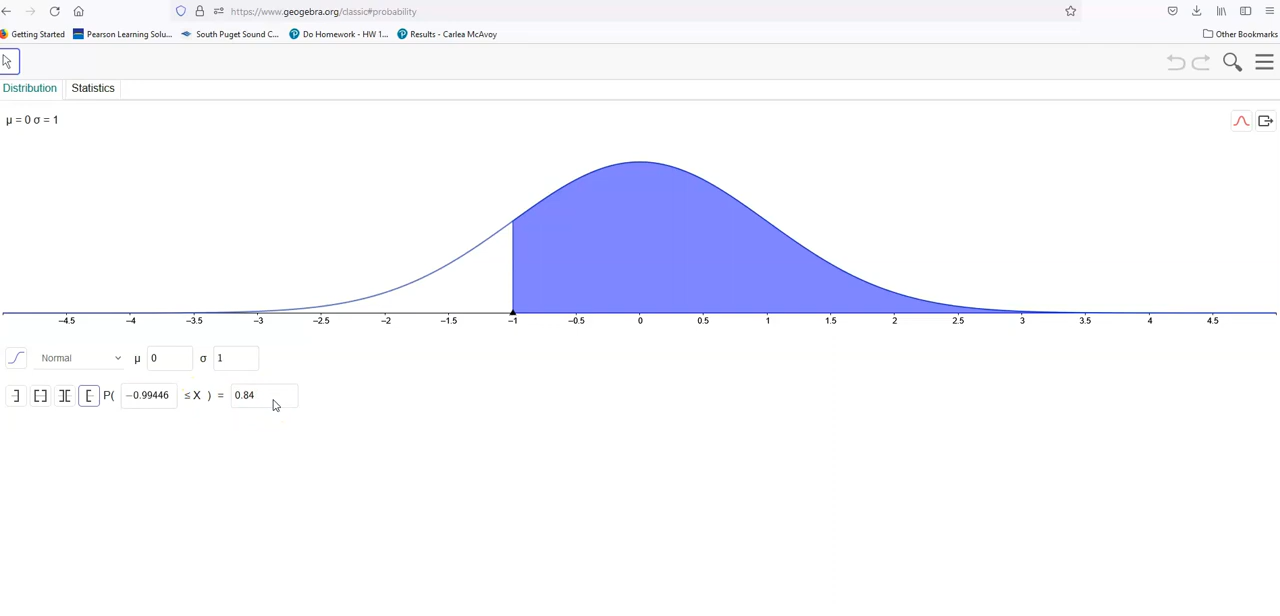 https://www.geogebra.org/classic#probability
Getting Started Pearson Learning Solu... South Puget Sound C... Do Homework - HW 1... Results - Carlea McAvoy Other Bookmarks
Distribution Statistics
μ = 0 σ = 1
−4.5 −4 −3.5 −3 −2.5 −2 −1.5 −1 −0.5 0 0.5 1 1.5 2 2.5 3 3.5 4 4.5
Normal μ 0 σ 1
P( −0.99446 ≤ X ) = 0.84